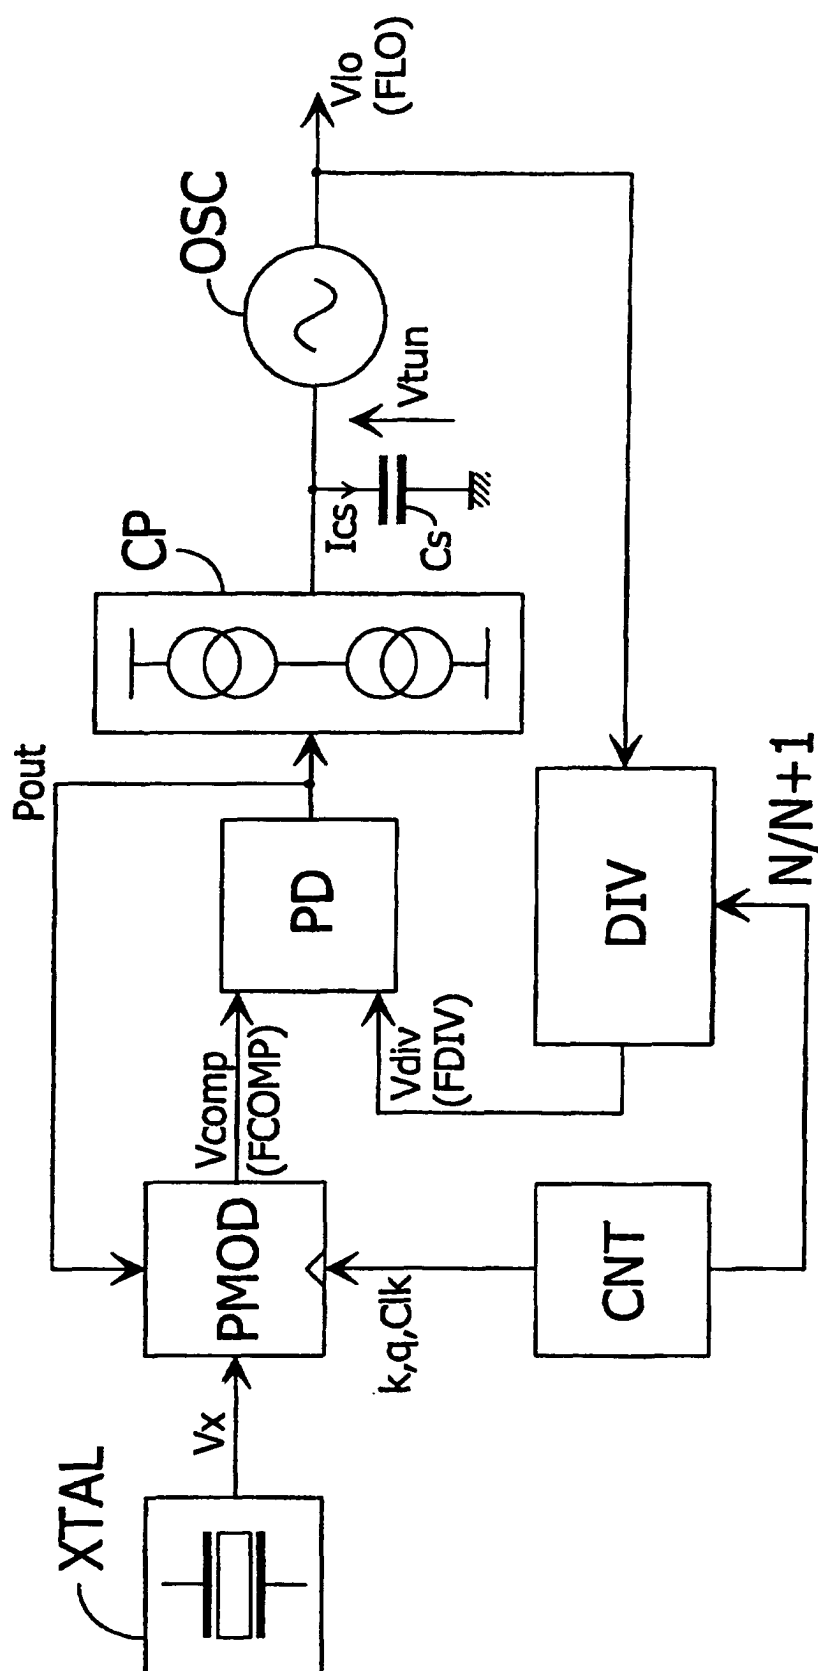 XTAL
Vx
PMOD
Vcomp
(FCOMP)
Pout
PD
CP
Ics
Cs
Vtun
OSC
Vlo
(FLO)
k,q,Clk
CNT
Vdiv
(FDIV)
DIV
N/N+1